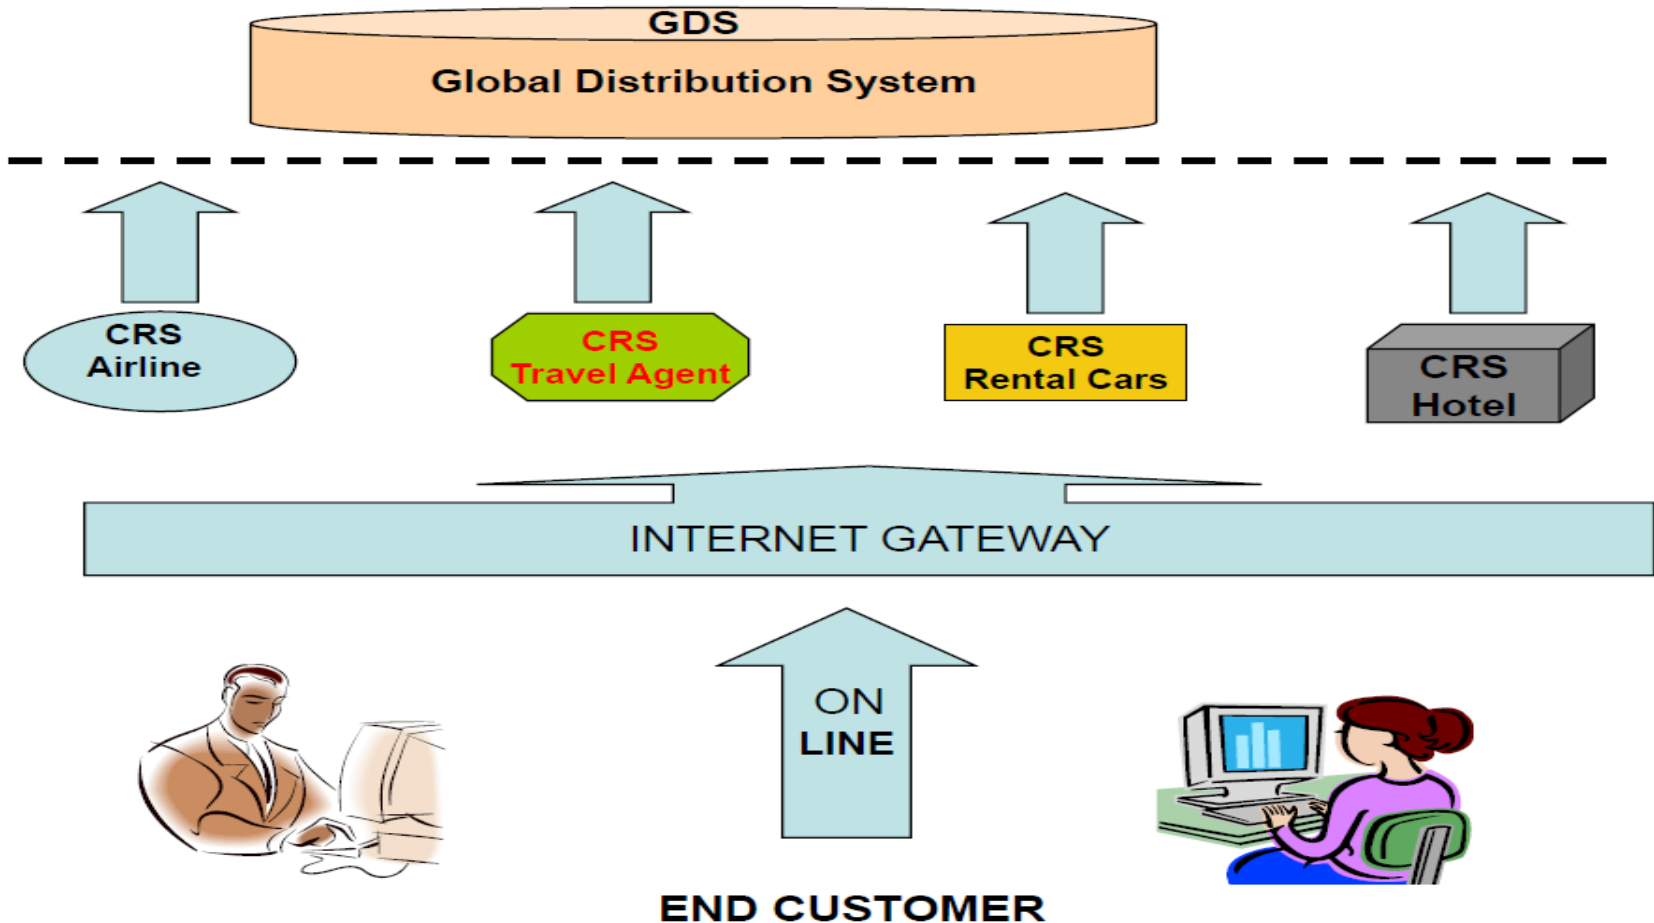 GDS
Global Distribution System
CRS
Airline
CRS
Travel Agent
CRS
Rental Cars
CRS
Hotel
INTERNET GATEWAY
ON
LINE
END CUSTOMER